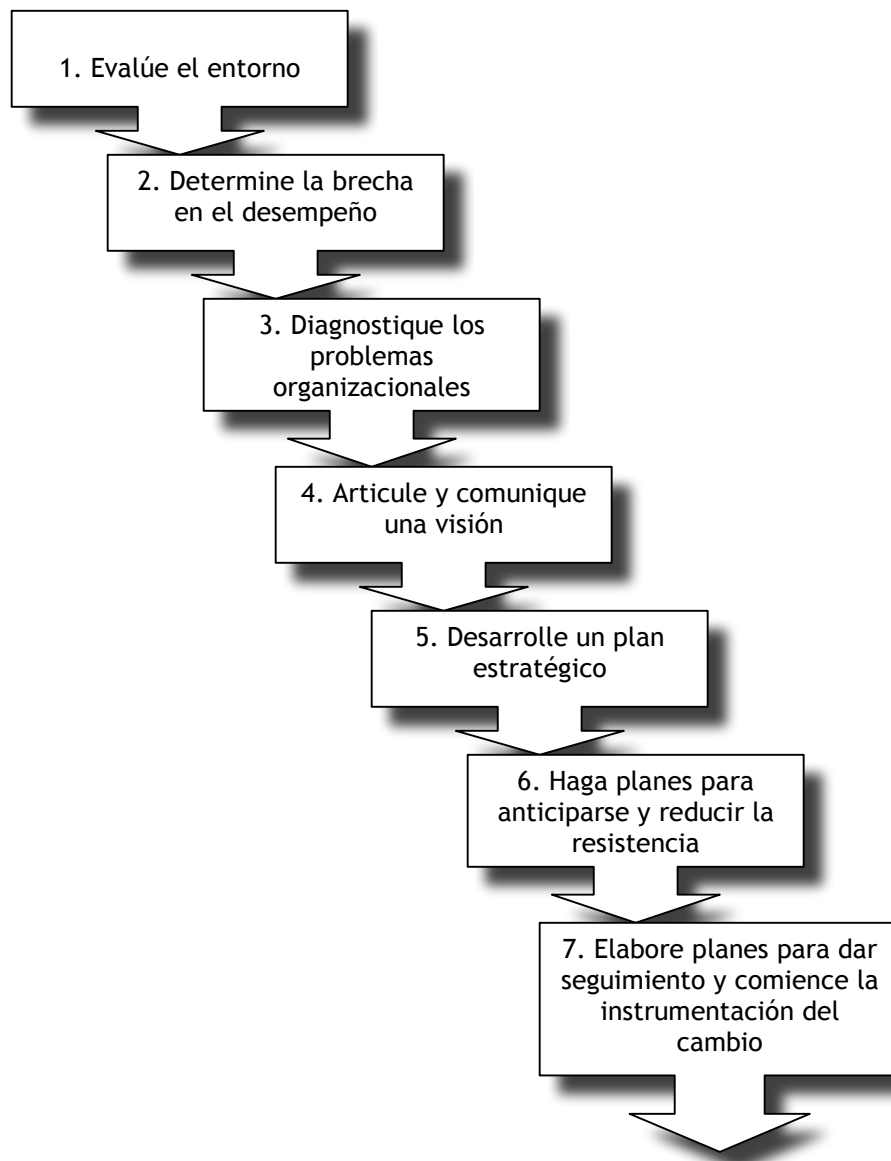 1. Evalúe el entorno
2. Determine la brecha
en el desempeño
3. Diagnostique los
problemas
organizacionales
4. Articule y comunique
una visión
5. Desarrolle un plan
estratégico
6. Haga planes para
anticiparse y reducir la
resistencia
7. Elabore planes para dar
seguimiento y comience la
instrumentación del
cambio